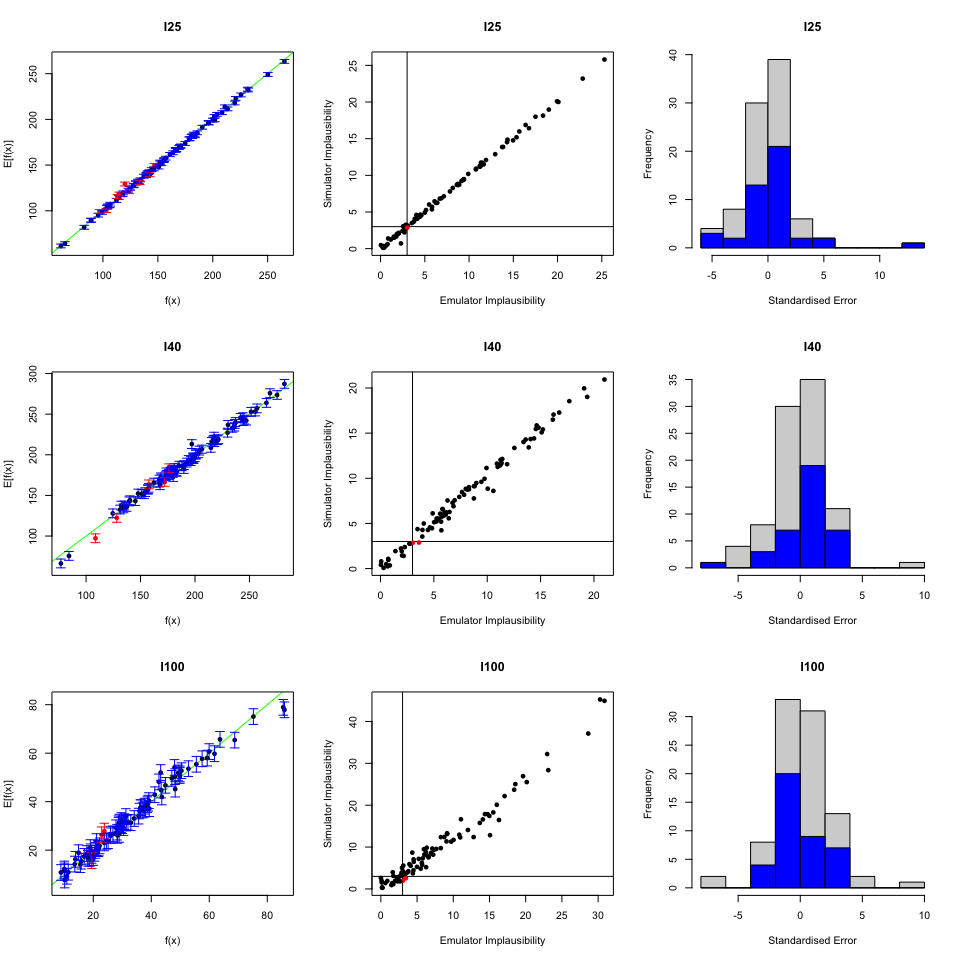 I25
I25
I25
250
200
150
100
E[f(x)]
100 150 200 250
f(x)
25
20
15
10
5
0
Simulator Implausibility
0 5 10 15 20 25
Emulator Implausibility
40
30
20
10
0
Frequency
-5 0 5 10
Standardised Error
I40
I40
I40
300
250
200
150
100
E[f(x)]
100 150 200 250
f(x)
20
15
10
5
0
Simulator Implausibility
0 5 10 15 20
Emulator Implausibility
35
30
25
20
15
10
5
0
Frequency
-5 0 5 10
Standardised Error
I100
I100
I100
80
60
40
20
E[f(x)]
20 40 60 80
f(x)
40
30
20
10
0
Simulator Implausibility
0 5 10 15 20 25 30
Emulator Implausibility
30
25
20
15
10
5
0
Frequency
-5 0 5 10
Standardised Error